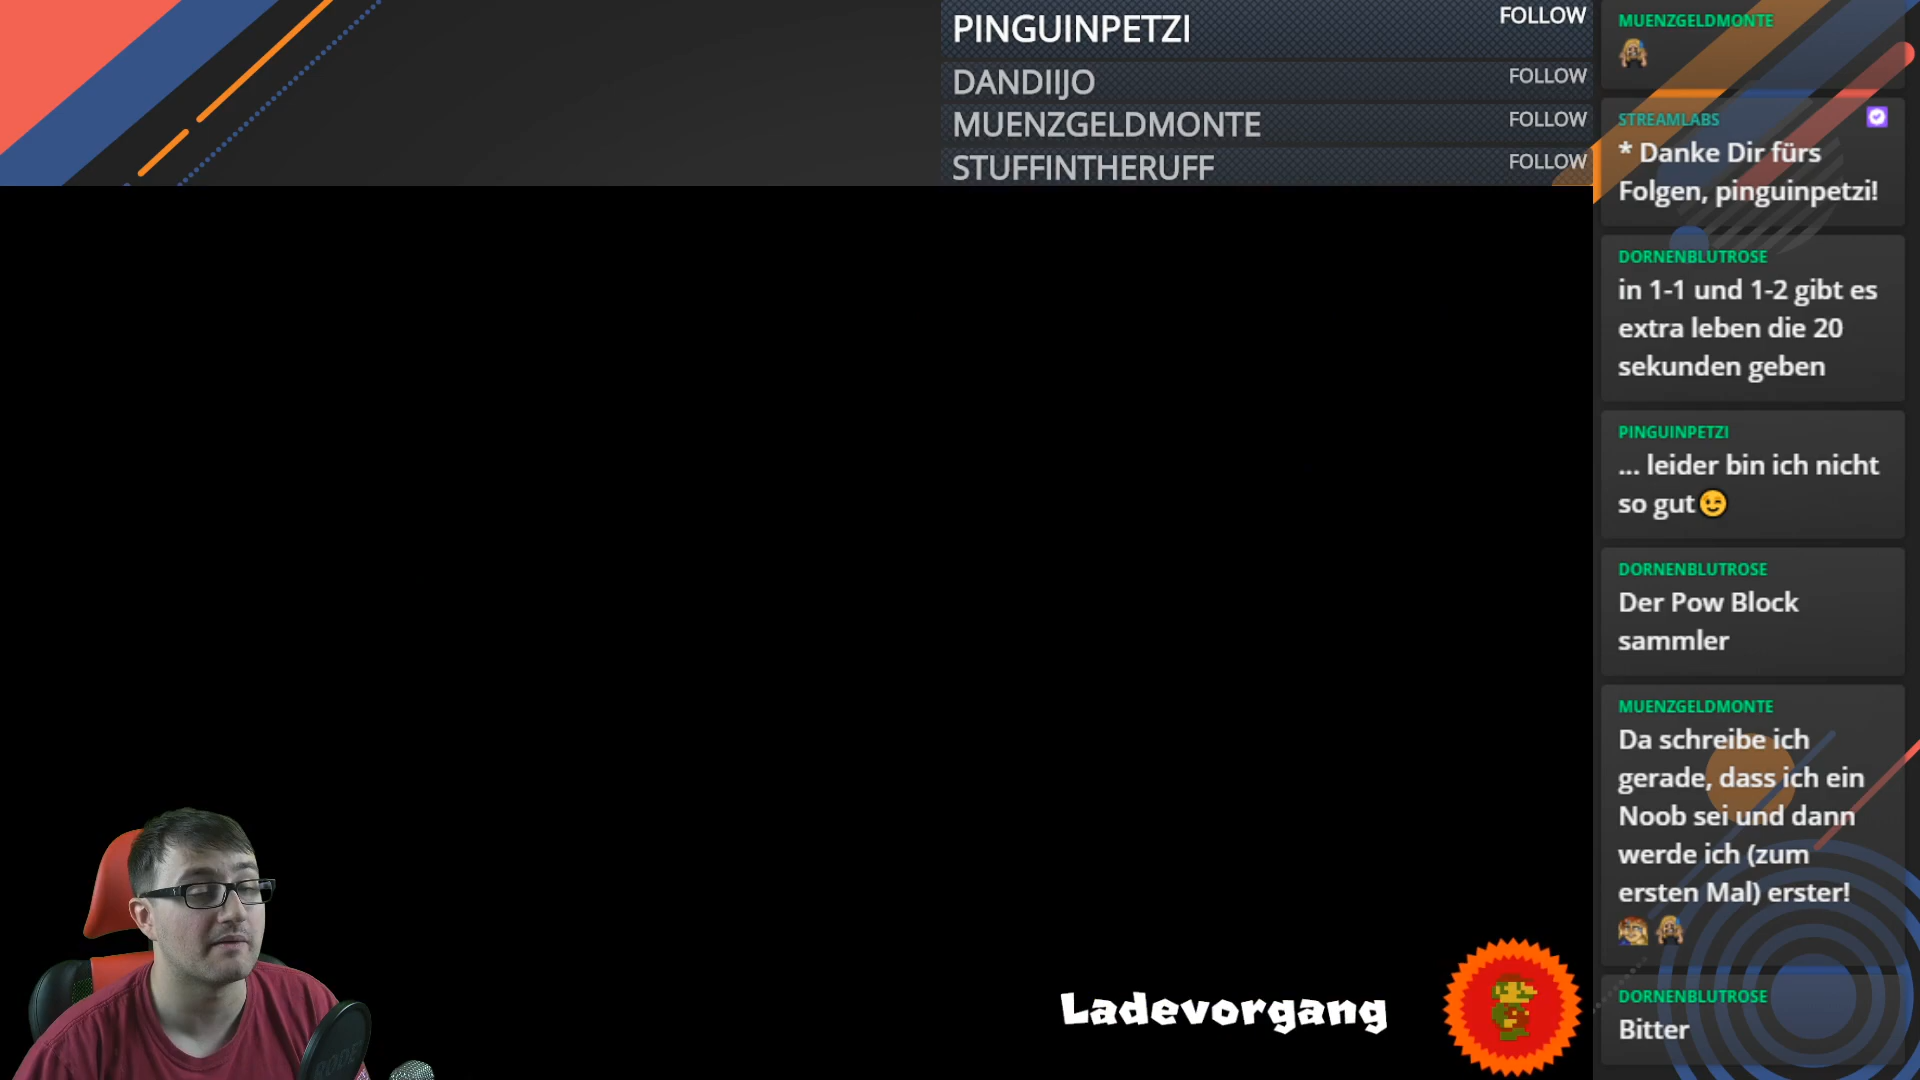 PINGUINPETZI FOLLOW
DANDIIJO FOLLOW
MUENZGELDMONTE FOLLOW
STUFFINTHERUFF FOLLOW
MUENZGELDMONTE
STREAMLABS
* Danke Dir fürs
Folgen, pinguinpetzi!
DORNENBLUTROSE
in 1-1 und 1-2 gibt es
extra leben die 20
sekunden geben
PINGUINPETZI
... leider bin ich nicht
so gut😉
DORNENBLUTROSE
Der Pow Block
sammler
MUENZGELDMONTE
Da schreibe ich
gerade, dass ich ein
Noob sei und dann
werde ich (zum
ersten Mal) erster!
DORNENBLUTROSE
Bitter
Ladevorgang
RODE